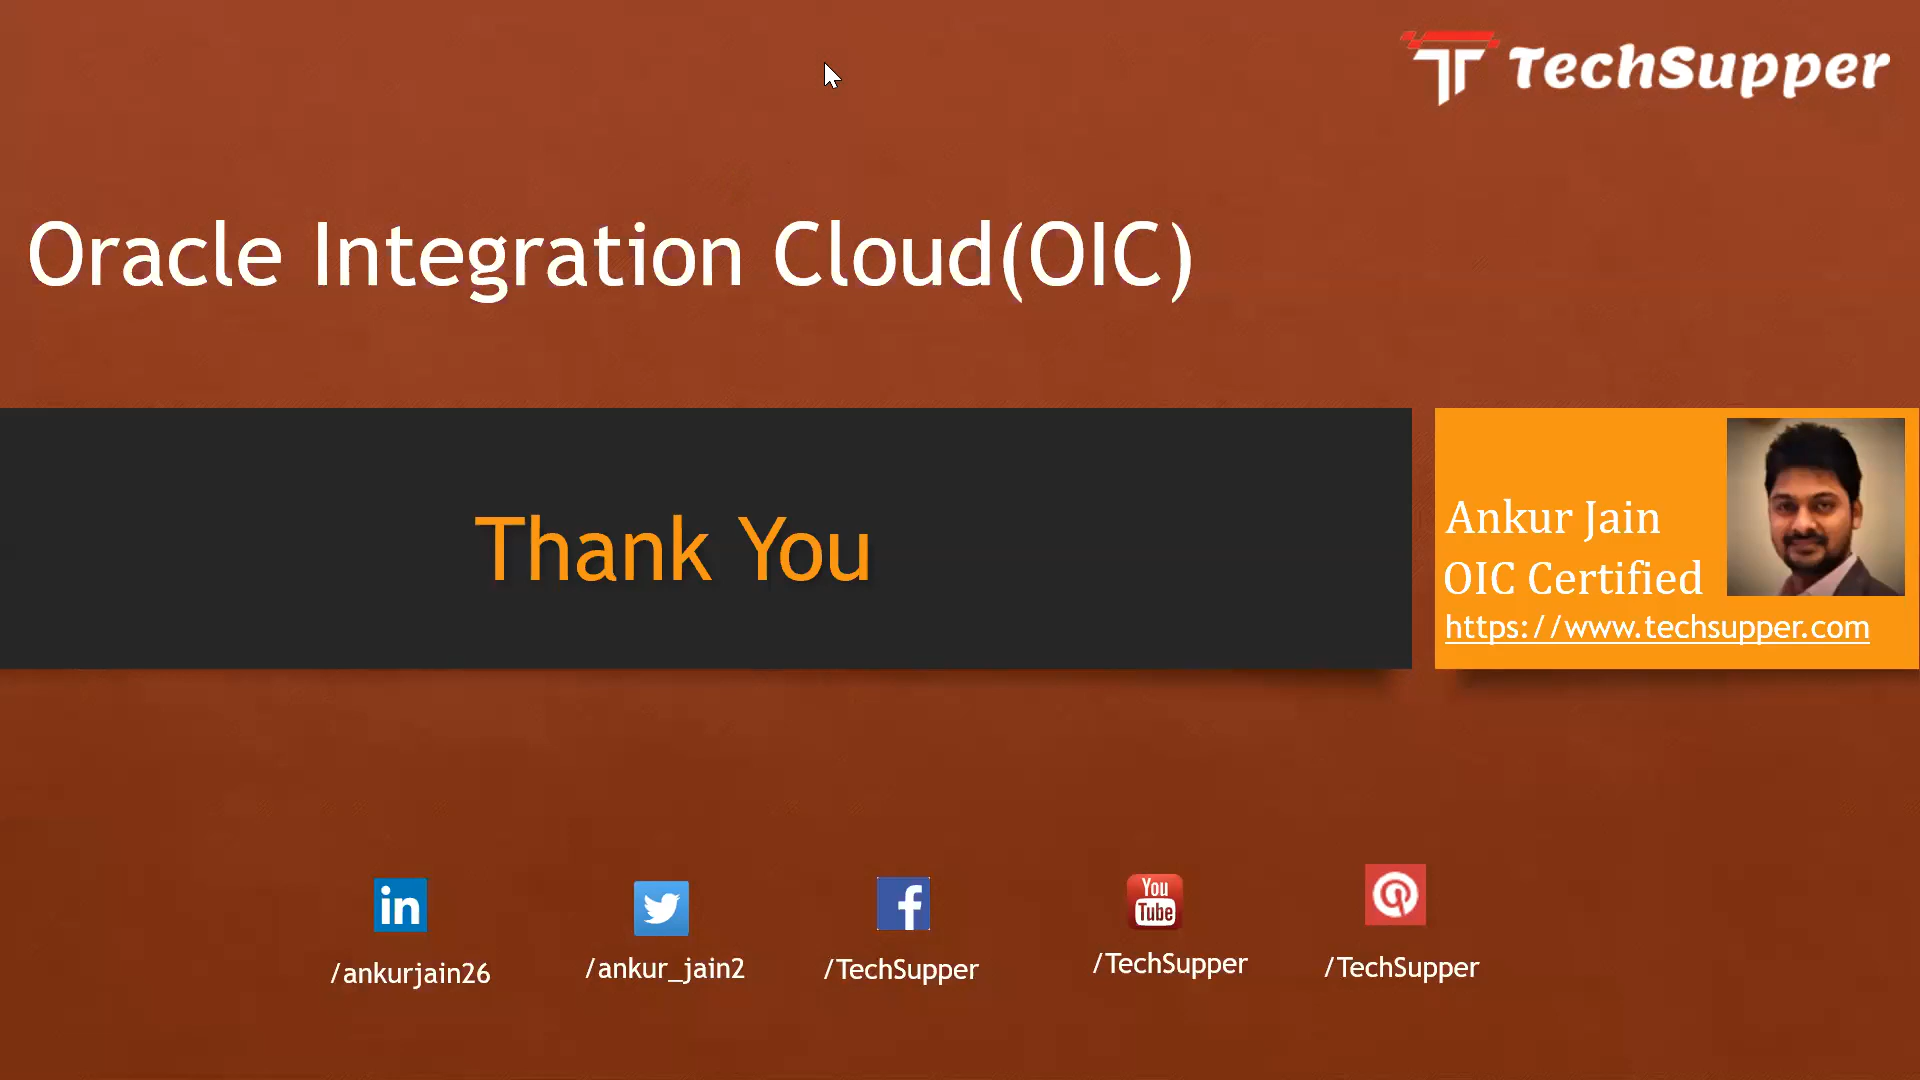 TechSupper
Oracle Integration Cloud(OIC)
Thank You
Ankur Jain
OIC Certified
https://www.techsupper.com
in
You
Tube
/ankurjain26
/ankur_jain2
/TechSupper
/TechSupper
/TechSupper